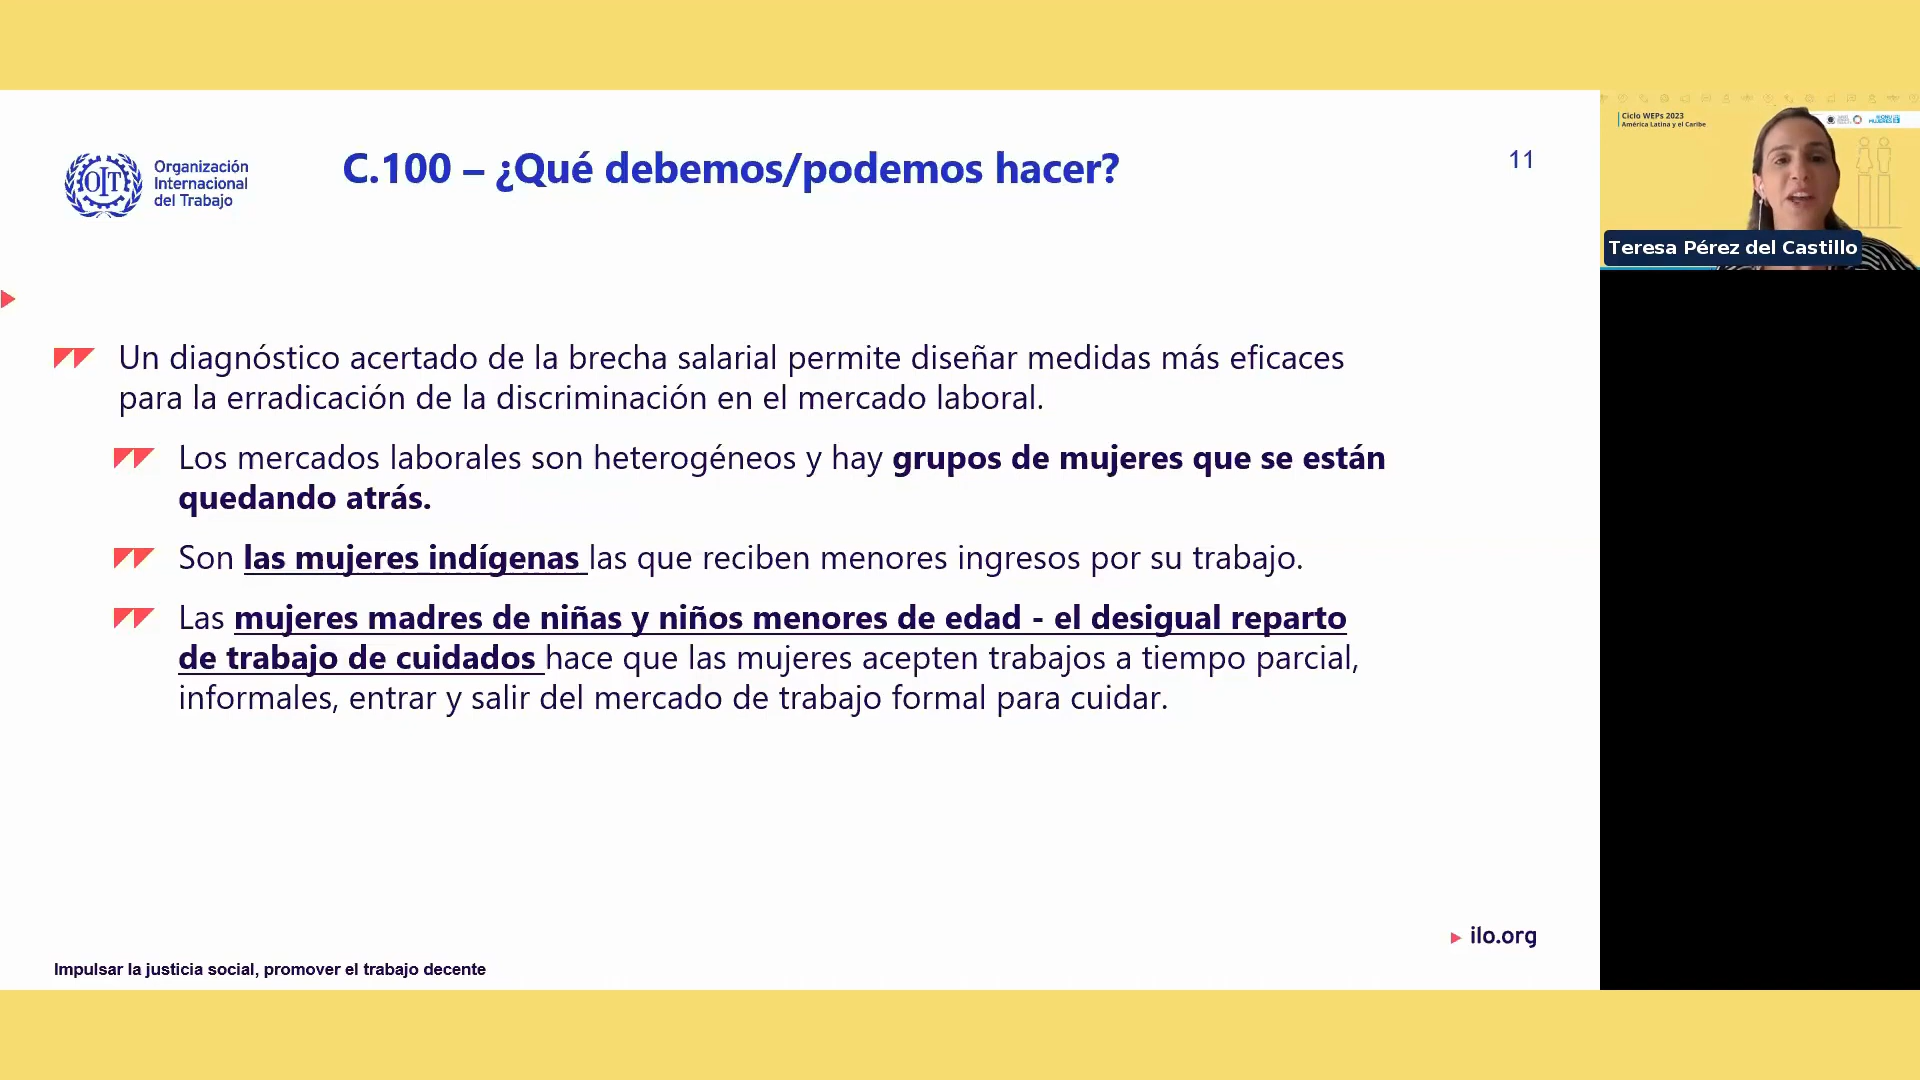 Organización
Internacional
del Trabajo
OIT
C.100 – ¿Qué debemos/podemos hacer?
11
Ciclo WEPs 2023
América Latina y el Caribe
Teresa Pérez del Castillo
Un diagnóstico acertado de la brecha salarial permite diseñar medidas más eficaces
para la erradicación de la discriminación en el mercado laboral.
Los mercados laborales son heterogéneos y hay grupos de mujeres que se están
quedando atrás.
Son las mujeres indígenas las que reciben menores ingresos por su trabajo.
Las mujeres madres de niñas y niños menores de edad - el desigual reparto
de trabajo de cuidados hace que las mujeres acepten trabajos a tiempo parcial,
informales, entrar y salir del mercado de trabajo formal para cuidar.
ilo.org
Impulsar la justicia social, promover el trabajo decente